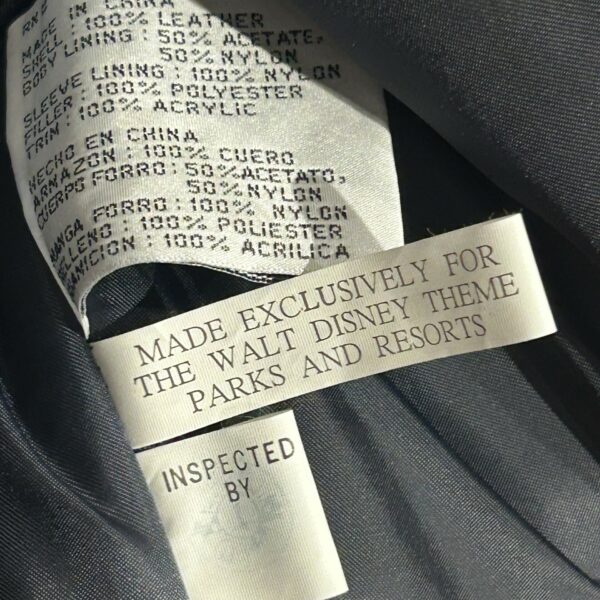 MADE IN CHINA
SHELL : 100% LEATHER
BODY LINING : 50% ACETATE,
50% NYLON
SLEEVE LINING : 100% NYLON
FILLER : 100% POLYESTER
TRIM : 100% ACRYLIC
HECHO EN CHINA
ARMAZON : 100% CUERO
CUERPO FORRO : 50% ACETATO,
50% NYLON
MANGA FORRO : 100% NYLON
RELLENO : 100% POLIESTER
GUARNICION : 100% ACRILICA
MADE EXCLUSIVELY FOR
THE WALT DISNEY THEME
PARKS AND RESORTS
INSPECTED
BY